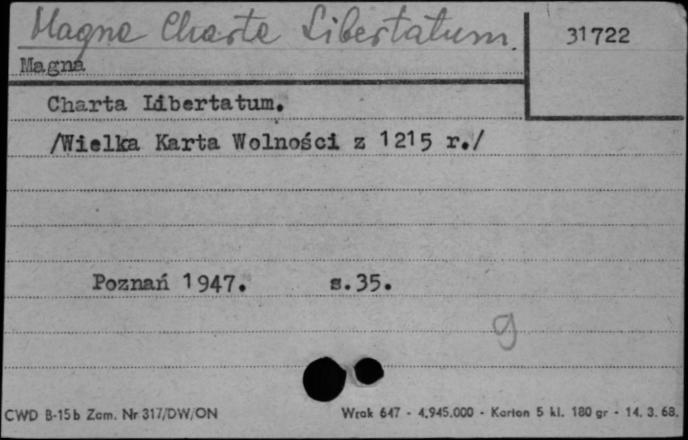 Magna Charta Libertatum.
31722
Magna
Charta Libertatum.
/Wielka Karta Wolności z 1215 r./
Poznań 1947. s.35.
g
CWD B-15b Zam. Nr 317/DW/ON Wrak 647 - 4.945.000 - Karton 5 kl. 180 gr - 14. 3. 68.